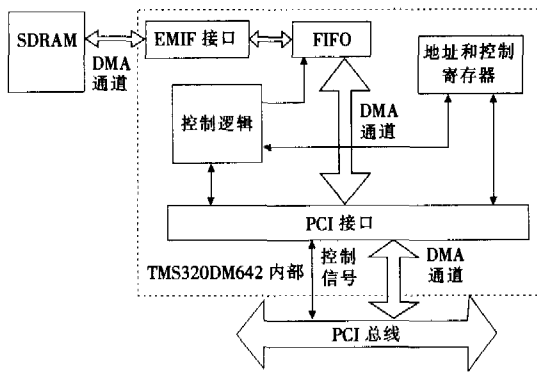 SDRAM
DMA
通道
EMIF 接口
FIFO
地址和控制
寄存器
控制逻辑
DMA
通道
PCI 接口
TMS320DM642 内部
控制
信号
DMA
通道
PCI 总线